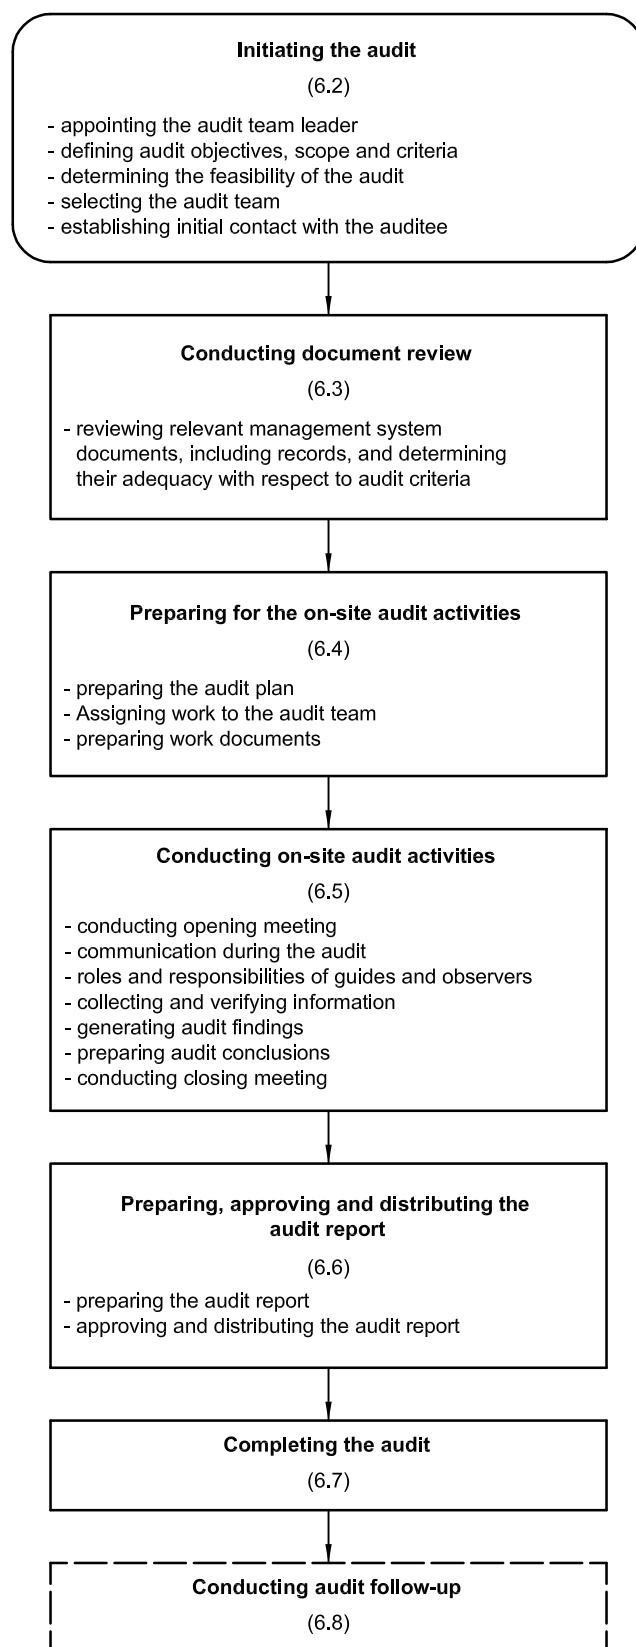 Initiating the audit
(6.2)
- appointing the audit team leader
- defining audit objectives, scope and criteria
- determining the feasibility of the audit
- selecting the audit team
- establishing initial contact with the auditee
Conducting document review
(6.3)
- reviewing relevant management system
documents, including records, and determining
their adequacy with respect to audit criteria
Preparing for the on-site audit activities
(6.4)
- preparing the audit plan
- Assigning work to the audit team
- preparing work documents
Conducting on-site audit activities
(6.5)
- conducting opening meeting
- communication during the audit
- roles and responsibilities of guides and observers
- collecting and verifying information
- generating audit findings
- preparing audit conclusions
- conducting closing meeting
Preparing, approving and distributing the
audit report
(6.6)
- preparing the audit report
- approving and distributing the audit report
Completing the audit
(6.7)
Conducting audit follow-up
(6.8)